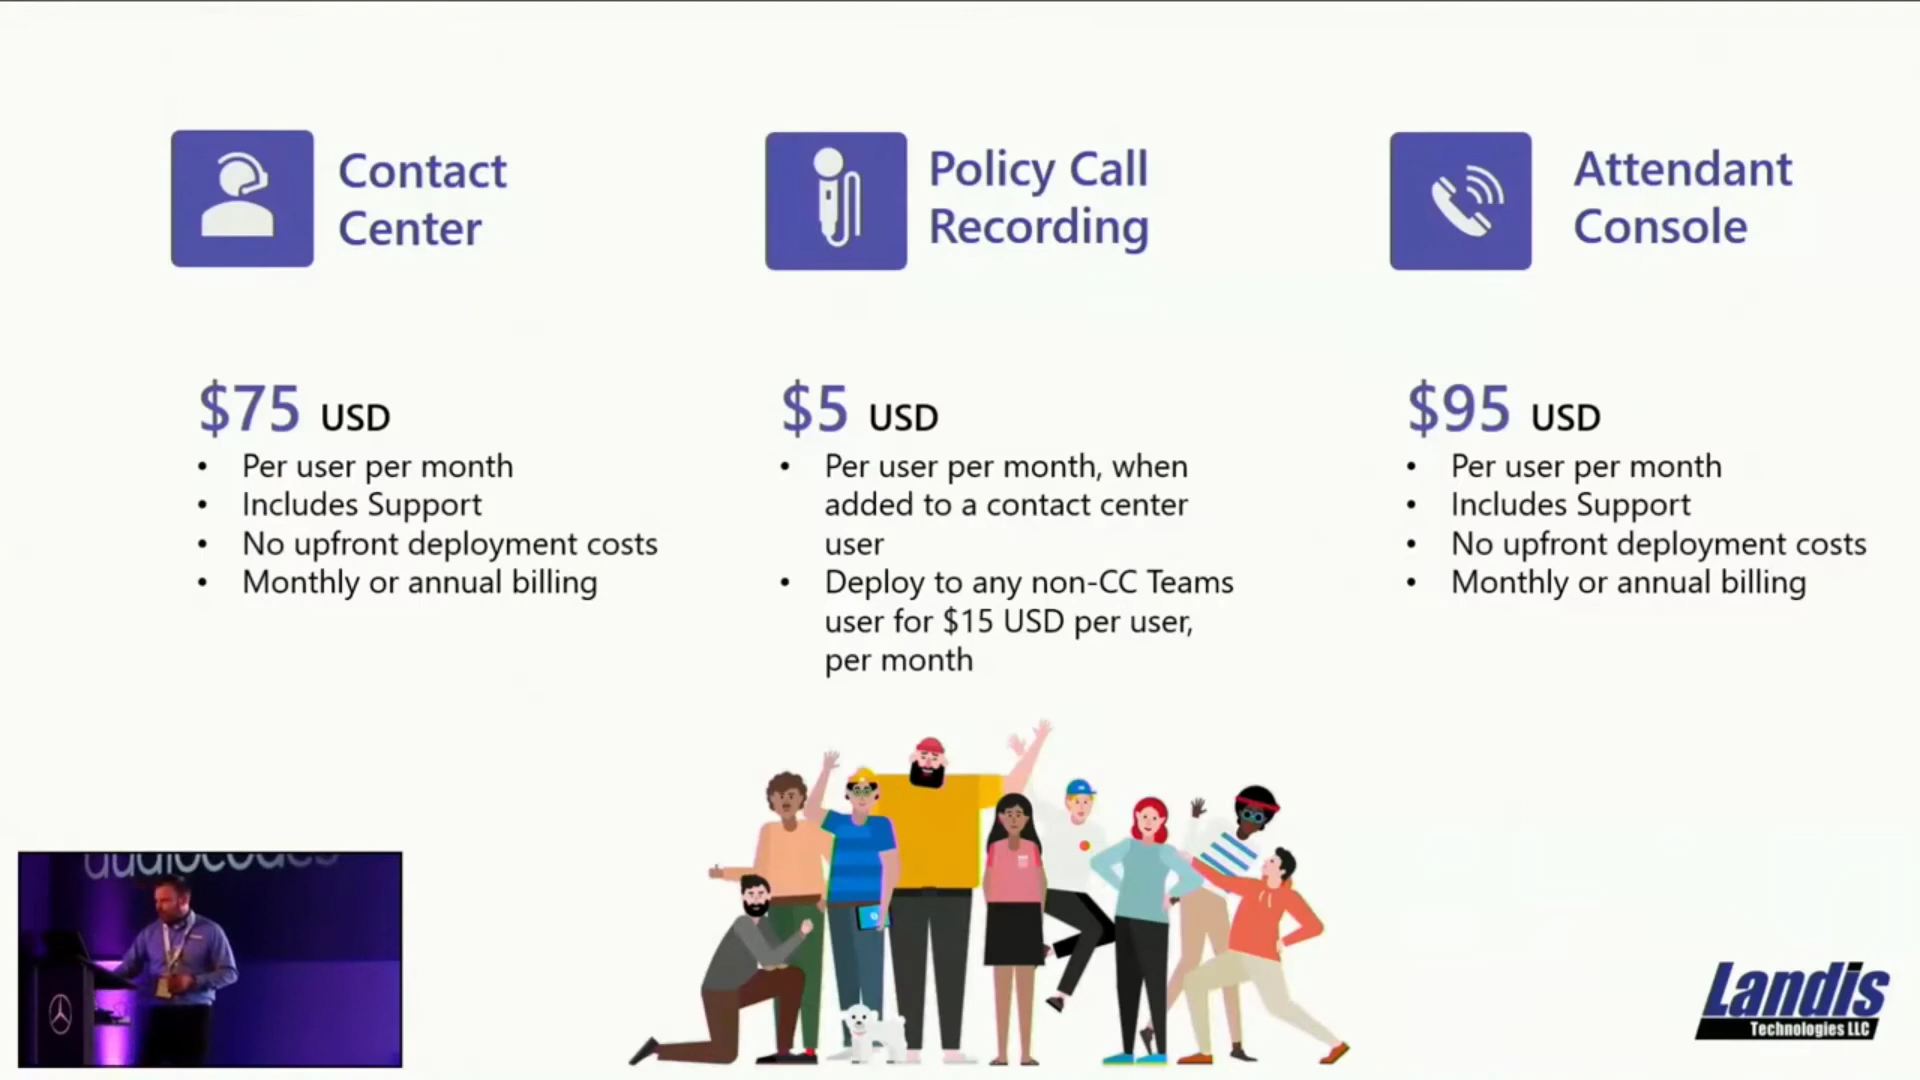 Contact
Center
Policy Call
Recording
Attendant
Console
$75 USD
• Per user per month
• Includes Support
• No upfront deployment costs
• Monthly or annual billing
$5 USD
• Per user per month, when
added to a contact center
user
• Deploy to any non-CC Teams
user for $15 USD per user,
per month
$95 USD
• Per user per month
• Includes Support
• No upfront deployment costs
• Monthly or annual billing
audiocodes
Landis
Technologies LLC